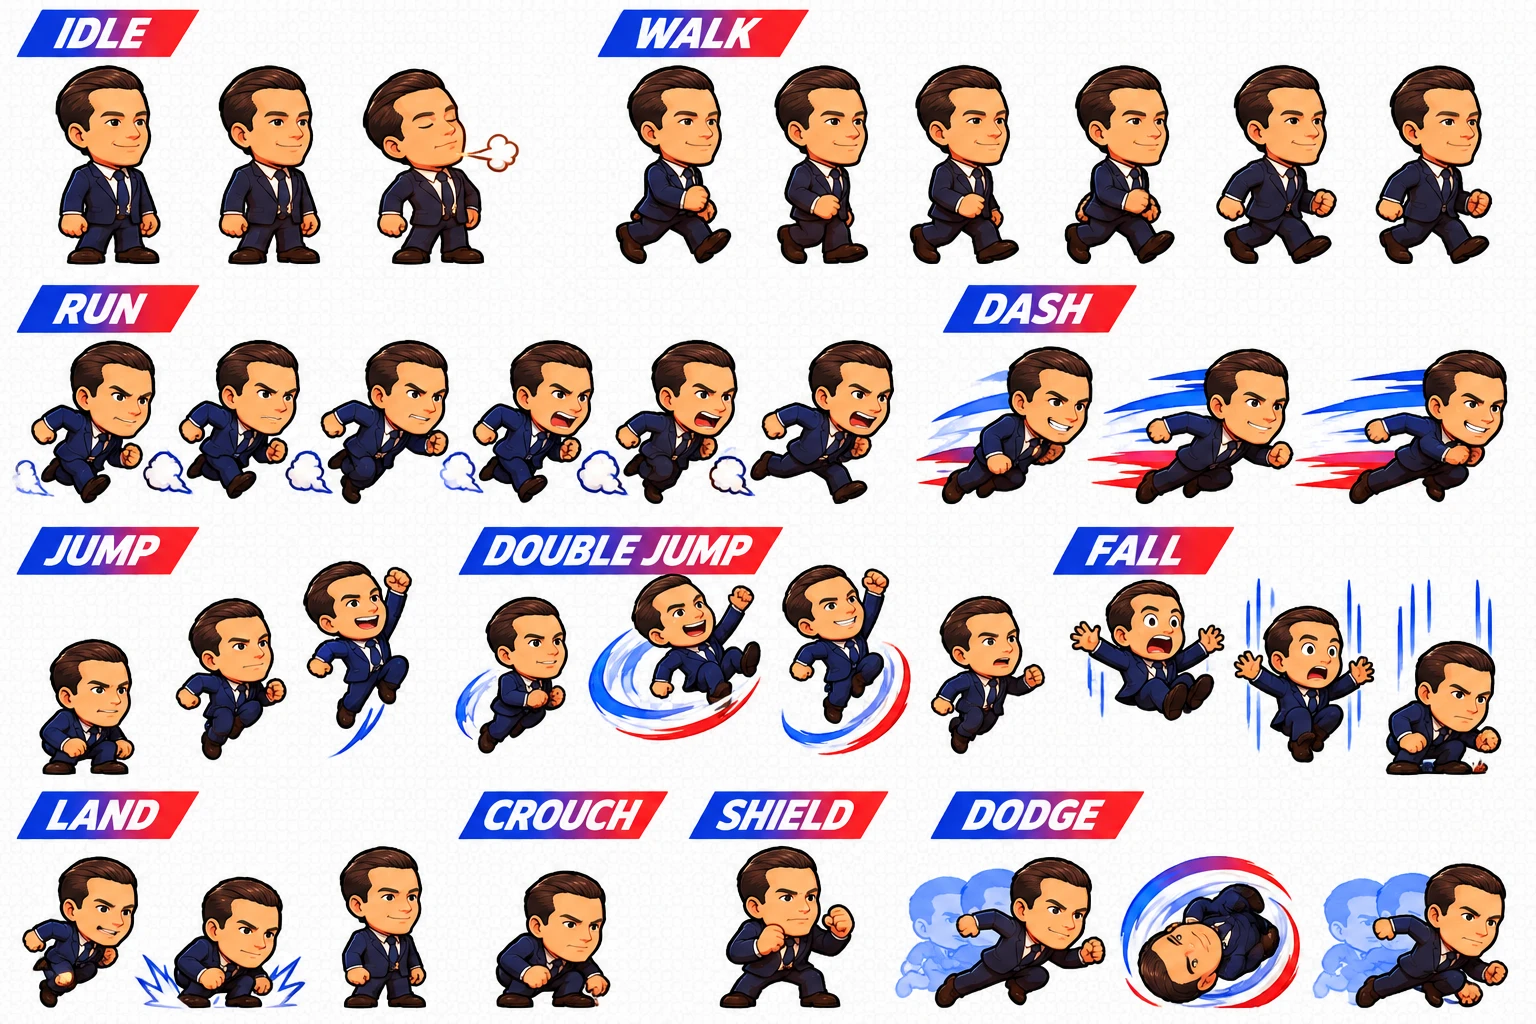 IDLE
WALK
RUN
DASH
JUMP
DOUBLE JUMP
FALL
LAND
CROUCH
SHIELD
DODGE